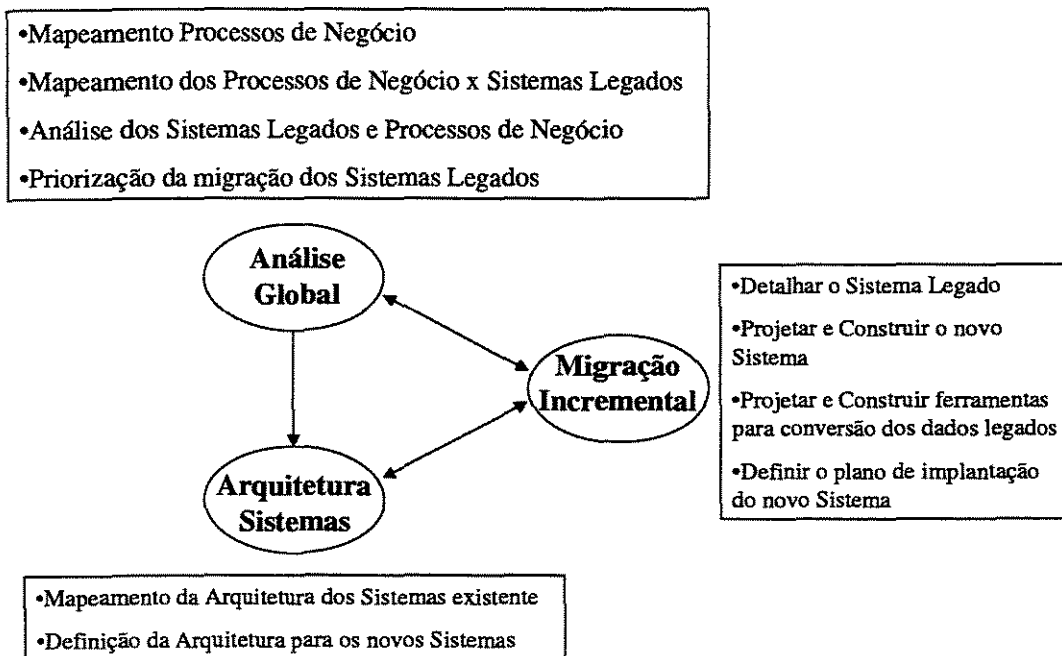 •Mapeamento Processos de Negócio
•Mapeamento dos Processos de Negócio x Sistemas Legados
•Análise dos Sistemas Legados e Processos de Negócio
•Priorização da migração dos Sistemas Legados
Análise
Global
Migração
Incremental
•Detalhar o Sistema Legado
•Projetar e Construir o novo
Sistema
•Projetar e Construir ferramentas
para conversão dos dados legados
•Definir o plano de implantação
do novo Sistema
Arquitetura
Sistemas
•Mapeamento da Arquitetura dos Sistemas existente
•Definição da Arquitetura para os novos Sistemas